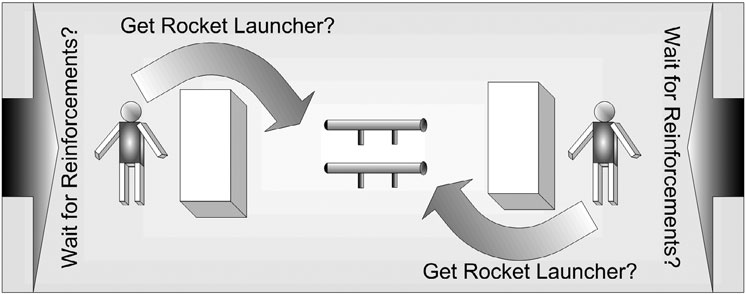 Get Rocket Launcher?
Wait for Reinforcements?
Wait for Reinforcements?
Get Rocket Launcher?